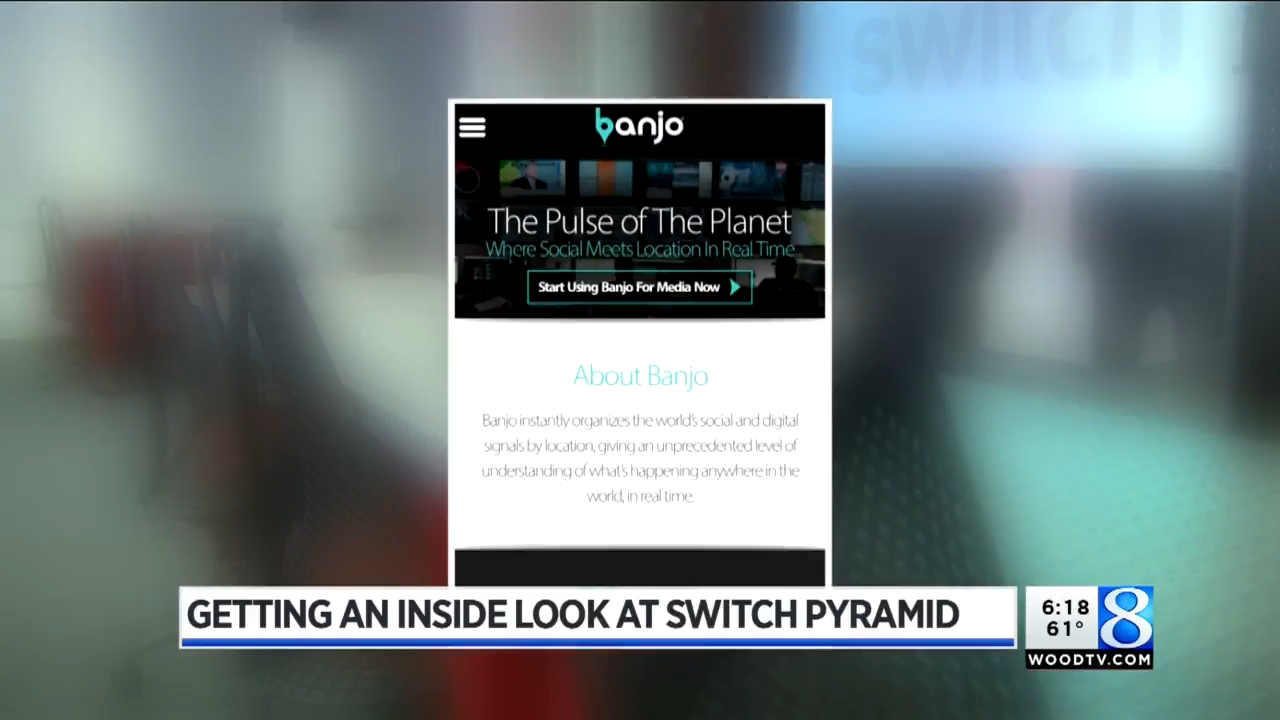 switch
banjo
The Pulse of The Planet
Where Social Meets Location In Real Time
Start Using Banjo For Media Now
About Banjo
Banjo instantly organizes the world's social and digital
signals by location, giving an unprecedented level of
understanding of what's happening anywhere in the
world, in real time.
GETTING AN INSIDE LOOK AT SWITCH PYRAMID
6:18
61°
8
WOODTV.COM